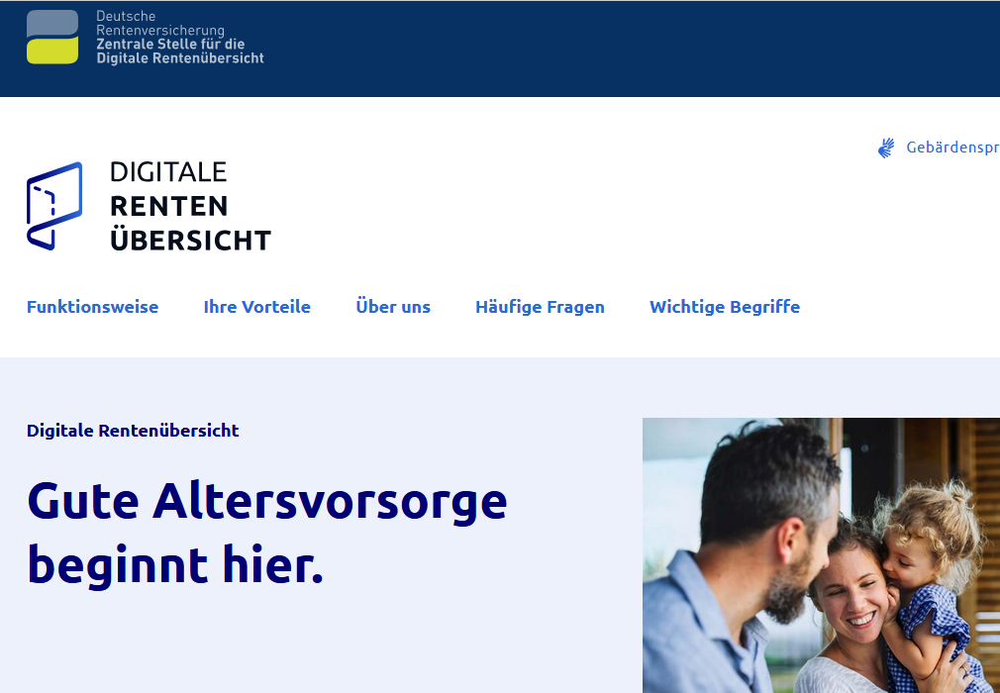 Deutsche
Rentenversicherung
Zentrale Stelle für die
Digitale Rentenübersicht
Gebärdenspr
DIGITALE
RENTEN
ÜBERSICHT
Funktionsweise Ihre Vorteile Über uns Häufige Fragen Wichtige Begriffe
Digitale Rentenübersicht
Gute Altersvorsorge
beginnt hier.